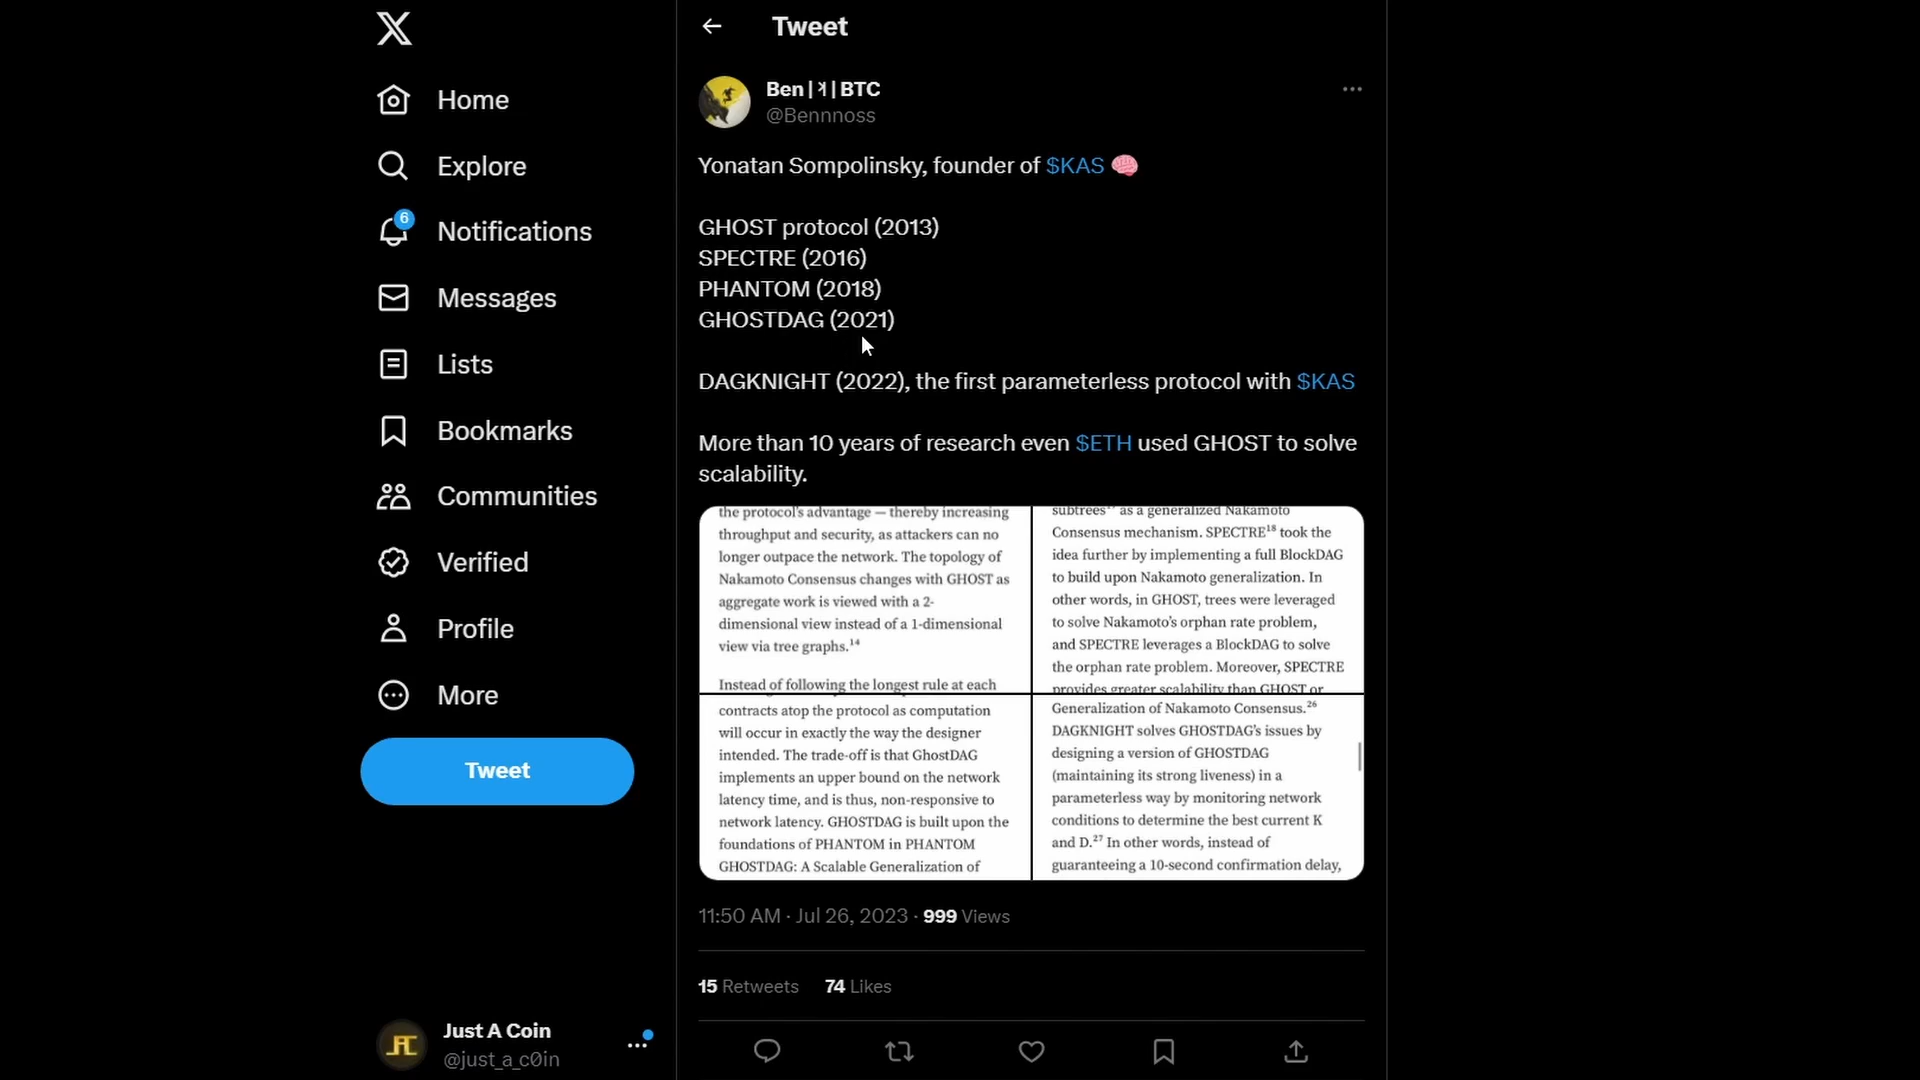 X
Home
Explore
6
Notifications
Messages
Lists
Bookmarks
Communities
Verified
Profile
More
Tweet
Just A Coin
@just_a_c0in
Tweet
Ben | | BTC
@Bennnoss
Yonatan Sompolinsky, founder of $KAS 🧠
GHOST protocol (2013)
SPECTRE (2016)
PHANTOM (2018)
GHOSTDAG (2021)
DAGKNIGHT (2022), the first parameterless protocol with $KAS
More than 10 years of research even $ETH used GHOST to solve
scalability.
the protocol's advantage — thereby increasing
throughput and security, as attackers can no
longer outpace the network. The topology of
Nakamoto Consensus changes with GHOST as
aggregate work is viewed with a 2-
dimensional view instead of a 1-dimensional
view via tree graphs.¹⁴
Instead of following the longest rule at each
subtrees¹⁷ as a generalized Nakamoto
Consensus mechanism. SPECTRE¹⁸ took the
idea further by implementing a full BlockDAG
to build upon Nakamoto generalization. In
other words, in GHOST, trees were leveraged
to solve Nakamoto's orphan rate problem,
and SPECTRE leverages a BlockDAG to solve
the orphan rate problem. Moreover, SPECTRE
provides greater scalability than GHOST or
contracts atop the protocol as computation
will occur in exactly the way the designer
intended. The trade-off is that GhostDAG
implements an upper bound on the network
latency time, and is thus, non-responsive to
network latency. GHOSTDAG is built upon the
foundations of PHANTOM in PHANTOM
GHOSTDAG: A Scalable Generalization of
Generalization of Nakamoto Consensus.²⁶
DAGKNIGHT solves GHOSTDAG's issues by
designing a version of GHOSTDAG
(maintaining its strong liveness) in a
parameterless way by monitoring network
conditions to determine the best current K
and D.²⁷ In other words, instead of
guaranteeing a 10-second confirmation delay,
11:50 AM · Jul 26, 2023 · 999 Views
15 Retweets 74 Likes